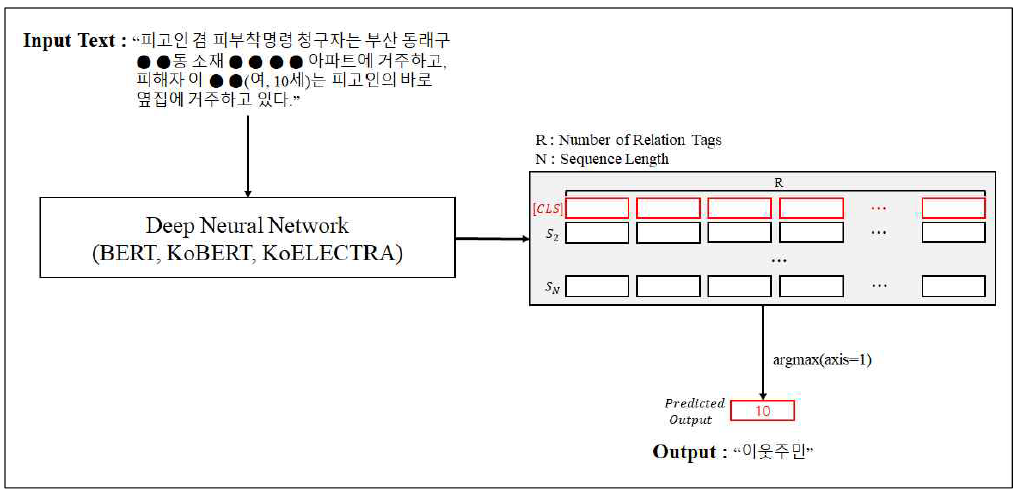 Input Text : “피고인 겸 피부착명령 청구자는 부산 동래구
●●동 소재 ●●●● 아파트에 거주하고,
피해자 이 ●●(여, 10세)는 피고인의 바로
옆집에 거주하고 있다.”
R : Number of Relation Tags
N : Sequence Length
R
[CLS] ...
Deep Neural Network
(BERT, KoBERT, KoELECTRA)
S₂ ...
...
S_N ...
argmax(axis=1)
Predicted
Output
10
Output : “이웃주민”